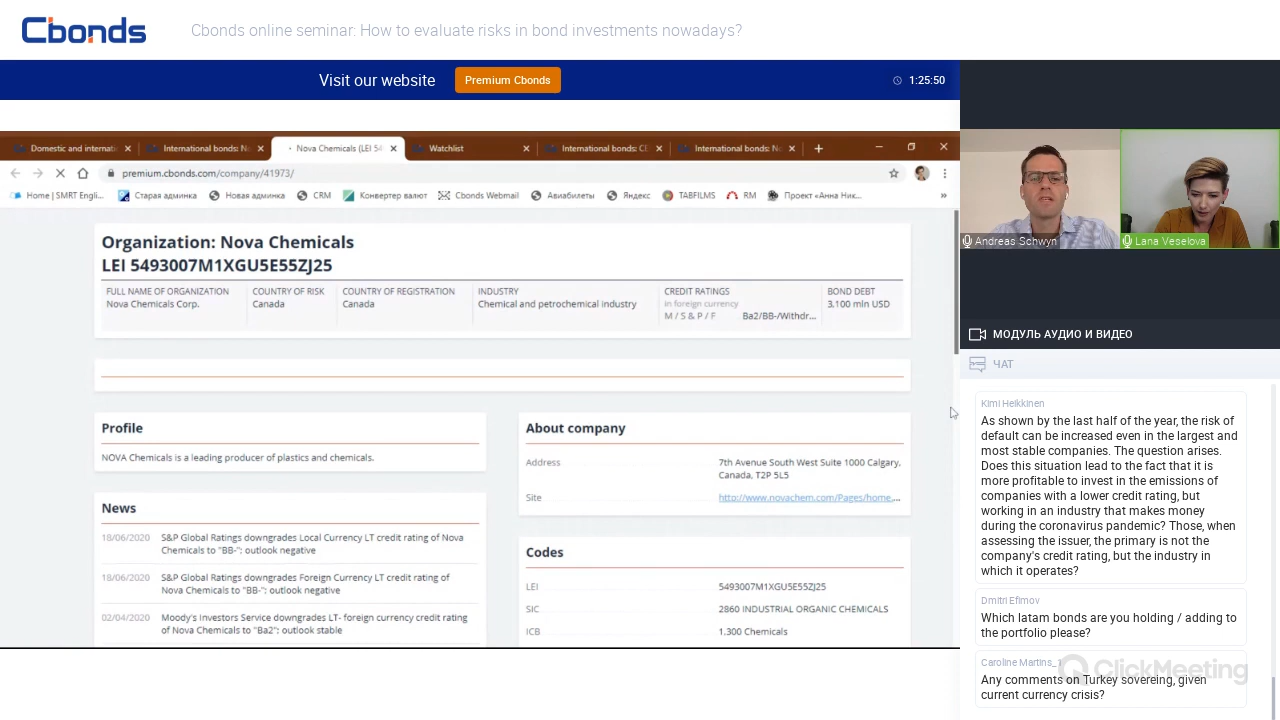 Cbonds
Cbonds online seminar: How to evaluate risks in bond investments nowadays?
Visit our website
Premium Cbonds
1:25:50
Domestic and internati
International bonds: No
Nova Chemicals (LEI 54
Watchlist
International bonds: CE
International bonds: No
premium.cbonds.com/company/41973/
Home | SMRT Engli...
Старая админка
Новая админка
CRM
Конвертер валют
Cbonds Webmail
Авиабилеты
Яндекс
TABFILMS
RM
Проект «Анна Ник...
»
Organization: Nova Chemicals
LEI 5493007M1XGU5E55ZJ25
FULL NAME OF ORGANIZATION
Nova Chemicals Corp.
COUNTRY OF RISK
Canada
COUNTRY OF REGISTRATION
Canada
INDUSTRY
Chemical and petrochemical industry
CREDIT RATINGS
in foreign currency
M / S & P / F
Ba2/BB-/Withdr...
BOND DEBT
3,100 mln USD
Profile
NOVA Chemicals is a leading producer of plastics and chemicals.
News
18/06/2020 S&P Global Ratings downgrades Local Currency LT credit rating of Nova
Chemicals to "BB-"; outlook negative
18/06/2020 S&P Global Ratings downgrades Foreign Currency LT credit rating of
Nova Chemicals to "BB-"; outlook negative
02/04/2020 Moody's Investors Service downgrades LT- foreign currency credit rating
of Nova Chemicals to "Ba2"; outlook stable
About company
Address 7th Avenue South West Suite 1000 Calgary,
Canada, T2P 5L5
Site http://www.novachem.com/Pages/home....
Codes
LEI 5493007M1XGU5E55ZJ25
SIC 2860 INDUSTRIAL ORGANIC CHEMICALS
ICB 1.300 Chemicals
Andreas Schwyn
Lana Veselova
МОДУЛЬ АУДИО И ВИДЕО
ЧАТ
Kimi Heikkinen
As shown by the last half of the year, the risk of
default can be increased even in the largest and
most stable companies. The question arises.
Does this situation lead to the fact that it is
more profitable to invest in the emissions of
companies with a lower credit rating, but
working in an industry that makes money
during the coronavirus pandemic? Those, when
assessing the issuer, the primary is not the
company's credit rating, but the industry in
which it operates?
Dmitri Efimov
Which latam bonds are you holding / adding to
the portfolio please?
Caroline Martins_
ClickMeeting
Any comments on Turkey sovereing, given
current currency crisis?